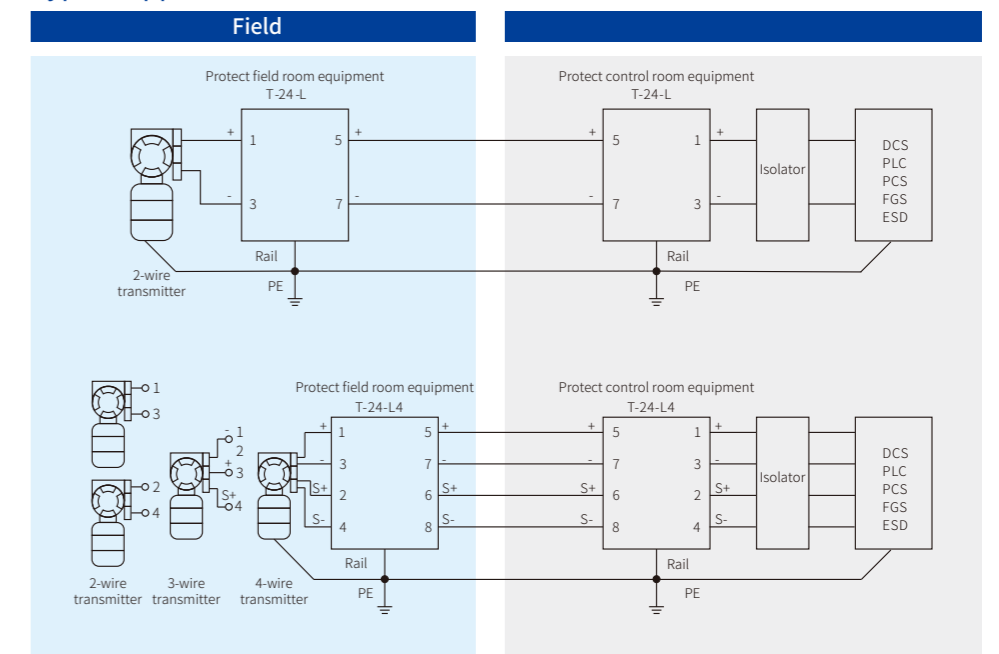 Field
Protect field room equipment
T-24-L
Protect control room equipment
T-24-L
+ 1 5 +
+ 5 1 +
- 3 7 -
- 7 3 -
Isolator
DCS
PLC
PCS
FGS
ESD
Rail
PE
Rail
PE
2-wire
transmitter
1
3
2
4
- 1
2
+ 3
S+ 4
Protect field room equipment
T-24-L4
+ 1 5 +
- 3 7 -
S+ 2 6 S+
S- 4 8 S-
Protect control room equipment
T-24-L4
+ 5 1 +
- 7 3 -
S+ 6 2 S+
S- 8 4 S-
Isolator
DCS
PLC
PCS
FGS
ESD
Rail
PE
Rail
PE
2-wire
transmitter
3-wire
transmitter
4-wire
transmitter